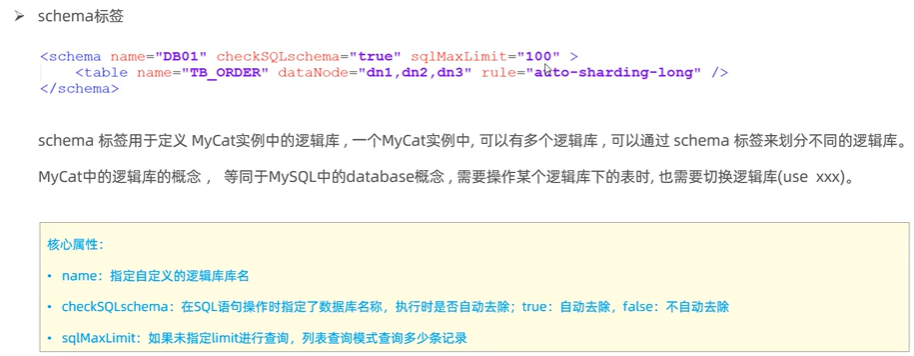 ➢ schema标签
<schema name="DB01" checkSQLschema="true" sqlMaxLimit="100" >
<table name="TB_ORDER" dataNode="dn1,dn2,dn3" rule="auto-sharding-long" />
</schema>
schema 标签用于定义 MyCat实例中的逻辑库 , 一个MyCat实例中, 可以有多个逻辑库 , 可以通过 schema 标签来划分不同的逻辑库。
MyCat中的逻辑库的概念 , 等同于MySQL中的database概念 , 需要操作某个逻辑库下的表时, 也需要切换逻辑库(use xxx)。
核心属性：
• name：指定自定义的逻辑库库名
• checkSQLschema：在SQL语句操作时指定了数据库名称，执行时是否自动去除；true：自动去除，false：不自动去除
• sqlMaxLimit：如果未指定limit进行查询，列表查询模式查询多少条记录